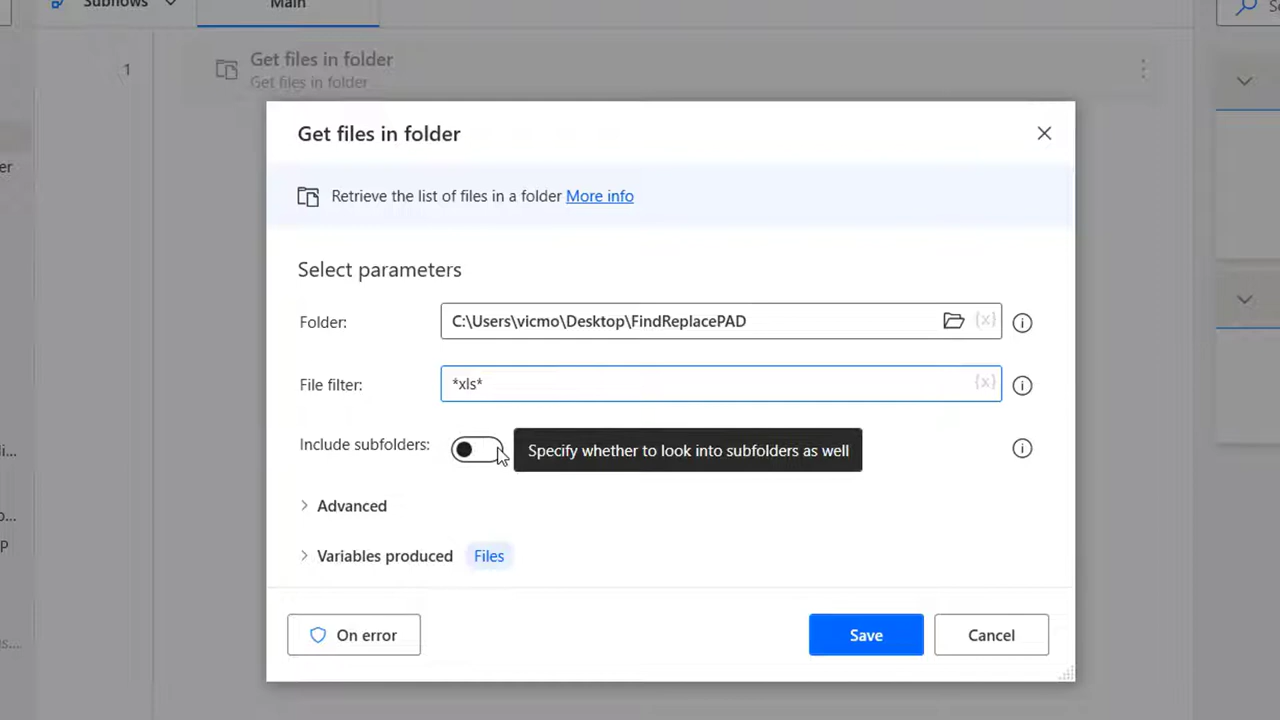 Subflows
Main
1
Get files in folder
Get files in folder
er
Get files in folder
Retrieve the list of files in a folder More info
Select parameters
Folder:
C:\Users\vicmo\Desktop\FindReplacePAD
{x}
File filter:
*xls*
{x}
Include subfolders:
Specify whether to look into subfolders as well
Advanced
Variables produced Files
On error
Save
Cancel
P